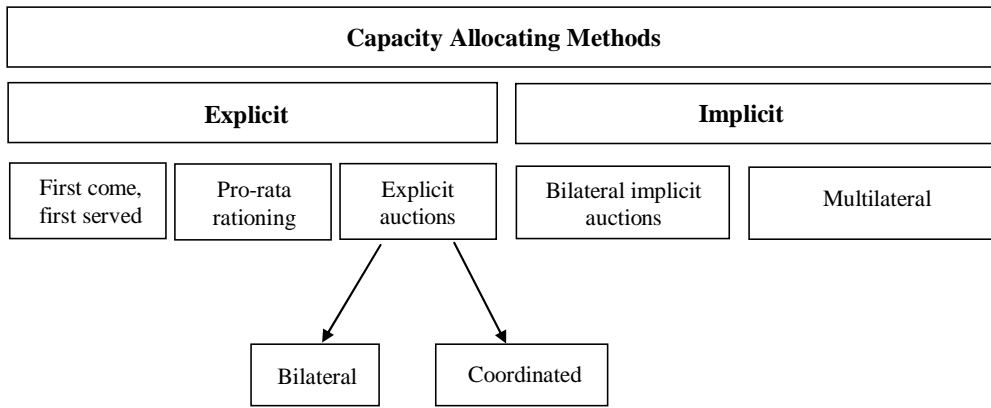 Capacity Allocating Methods
Explicit
Implicit
First come,
first served
Pro-rata
rationing
Explicit
auctions
Bilateral implicit
auctions
Multilateral
Bilateral
Coordinated